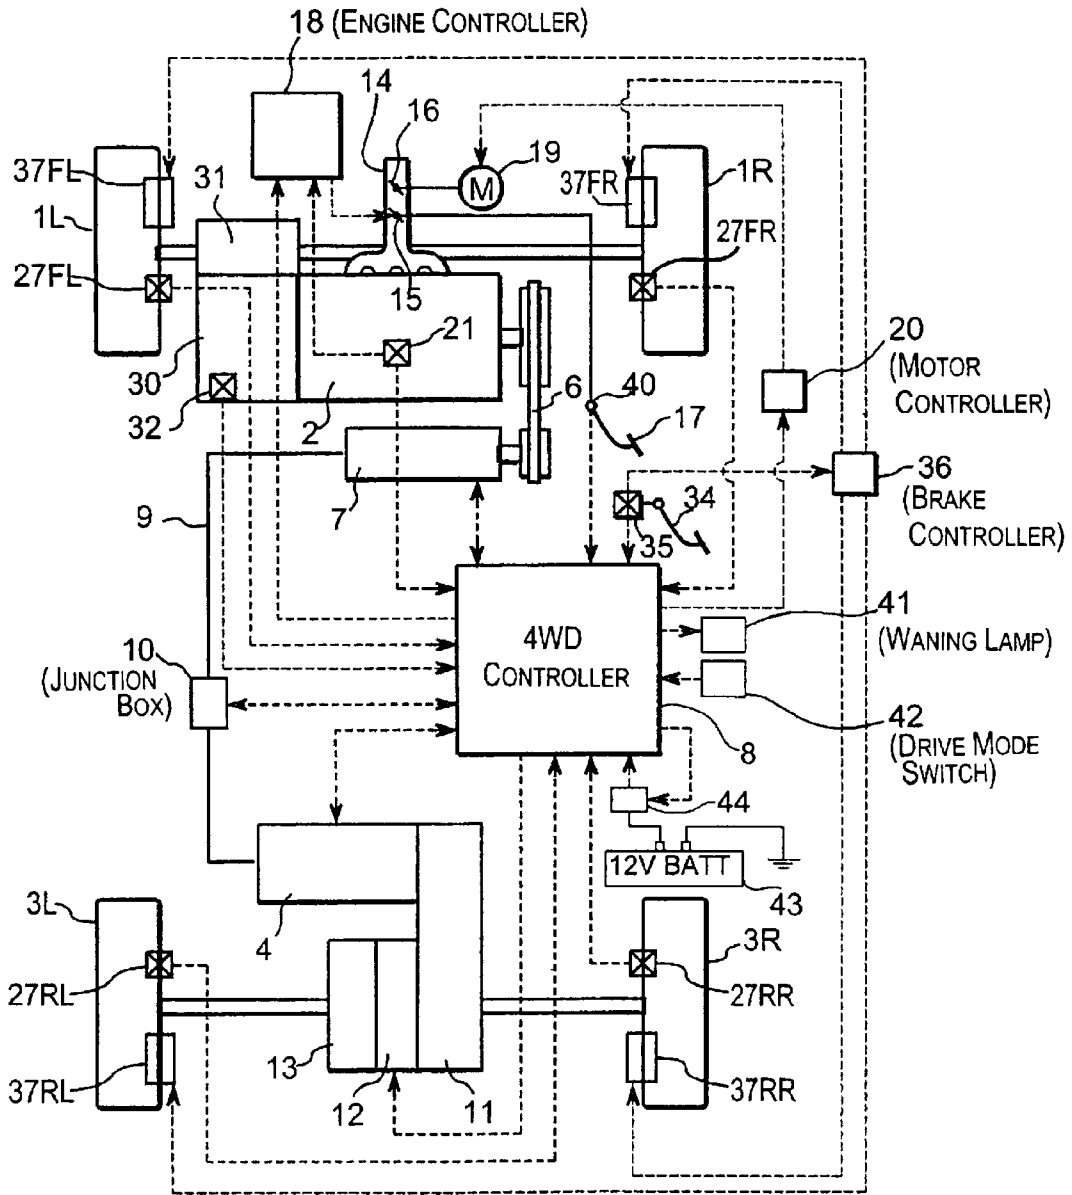 18 (ENGINE CONTROLLER)
14
16
19
M
37FL
31
37FR
1R
1L
27FR
27FL
15
21
20
(MOTOR
CONTROLLER)
30
32
2
6
40
17
36
(BRAKE
CONTROLLER)
7
34
35
9
41
(WANING LAMP)
4WD
CONTROLLER
10
(JUNCTION
BOX)
8
42
(DRIVE MODE
SWITCH)
44
12V BATT
43
3L
4
3R
27RL
27RR
13
37RL
12
11
37RR